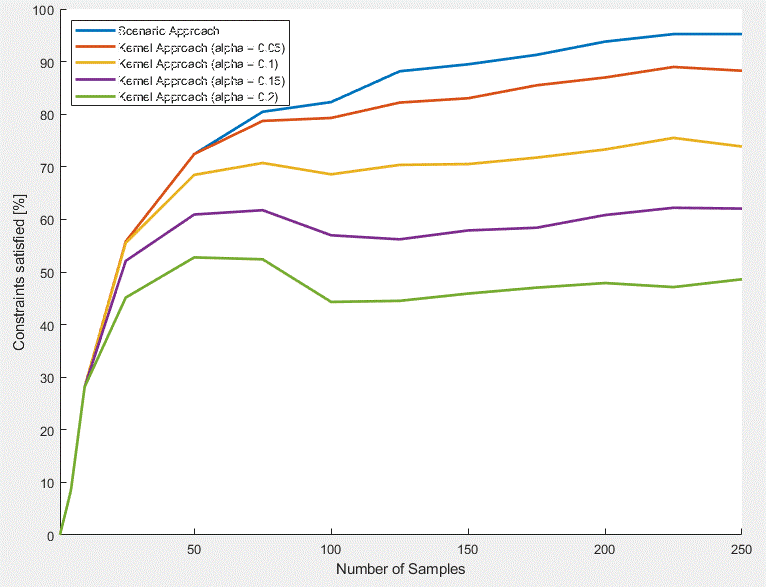 100
90
80
70
60
50
40
30
20
10
0
Constraints satisfied [%]
Scenario Approach
Kernel Approach (alpha = 0.05)
Kernel Approach (alpha = 0.1)
Kernel Approach (alpha = 0.15)
Kernel Approach (alpha = 0.2)
50
100
150
200
250
Number of Samples